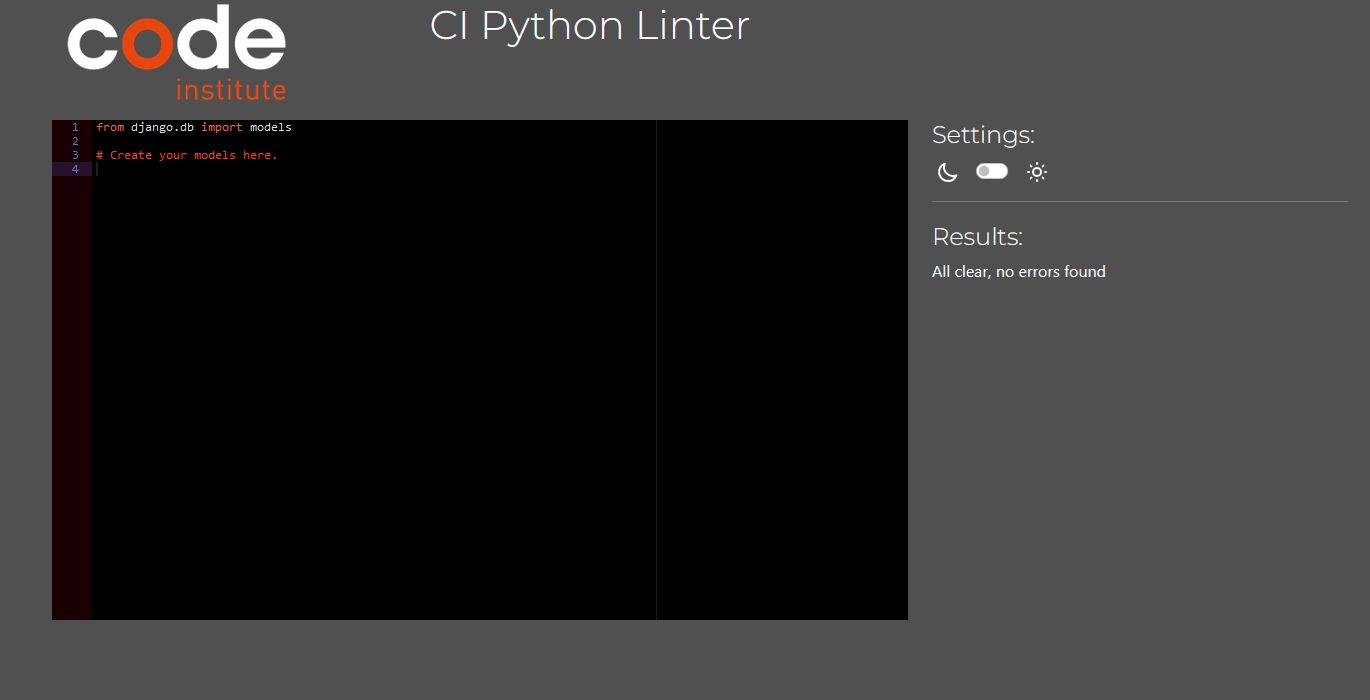 code
institute
CI Python Linter
1 from django.db import models
2
3 # Create your models here.
4
Settings:
Results:
All clear, no errors found